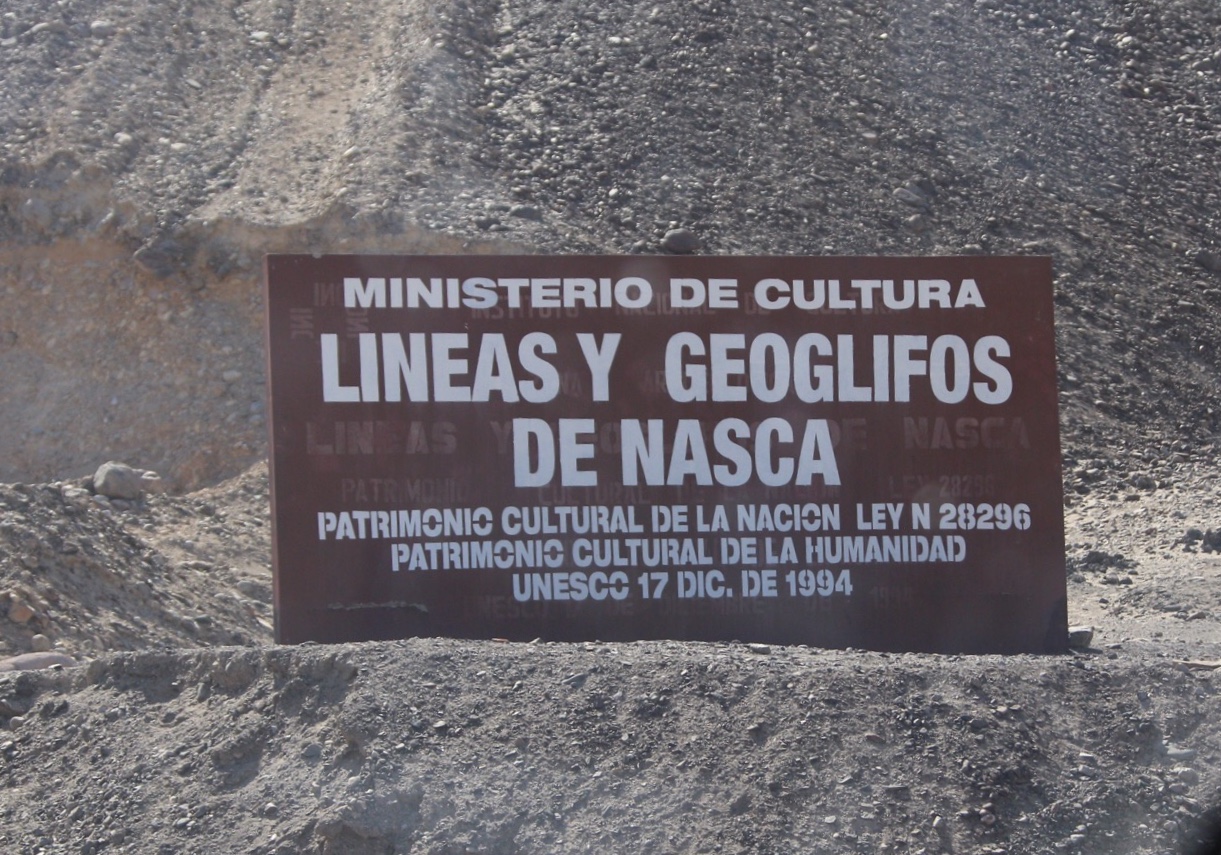 MINISTERIO DE CULTURA
LINEAS Y GEOGLIFOS
DE NASCA
PATRIMONIO CULTURAL DE LA NACION LEY N 28296
PATRIMONIO CULTURAL DE LA HUMANIDAD
UNESCO 17 DIC. DE 1994